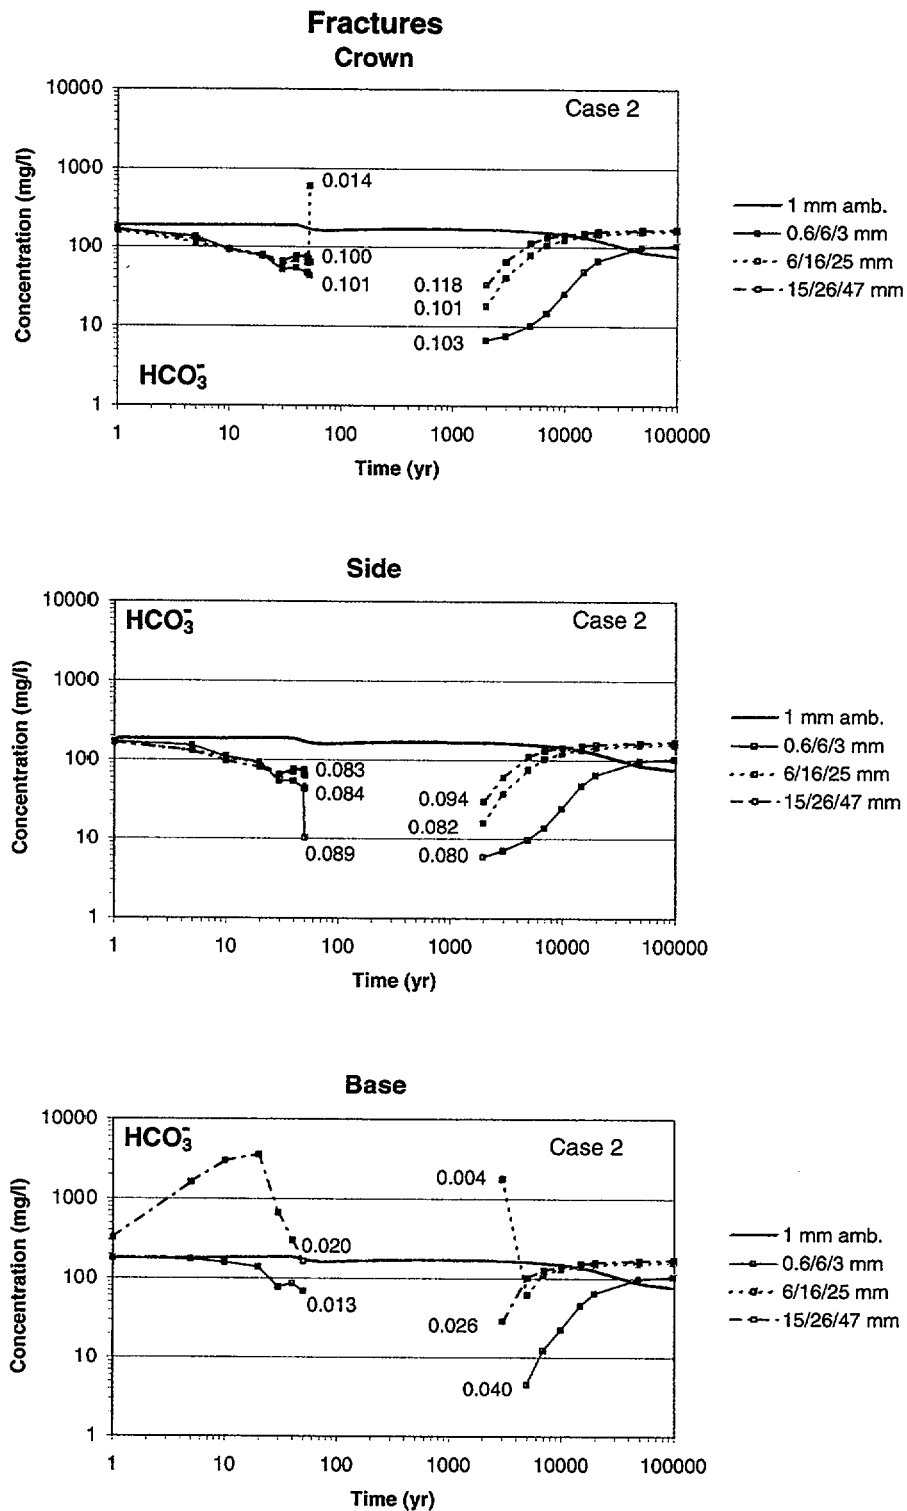 Fractures
Crown
Case 2
HCO₃⁻
Concentration (mg/l)
10000
1000
100
10
1
0.014
0.100
0.101
0.118
0.101
0.103
1 10 100 1000 10000 100000
Time (yr)
1 mm amb.
0.6/6/3 mm
6/16/25 mm
15/26/47 mm
Side
HCO₃⁻
Case 2
Concentration (mg/l)
10000
1000
100
10
1
0.083
0.084
0.089
0.094
0.082
0.080
1 10 100 1000 10000 100000
Time (yr)
1 mm amb.
0.6/6/3 mm
6/16/25 mm
15/26/47 mm
Base
HCO₃⁻
Case 2
Concentration (mg/l)
10000
1000
100
10
1
0.020
0.013
0.004
0.026
0.040
1 10 100 1000 10000 100000
Time (yr)
1 mm amb.
0.6/6/3 mm
6/16/25 mm
15/26/47 mm